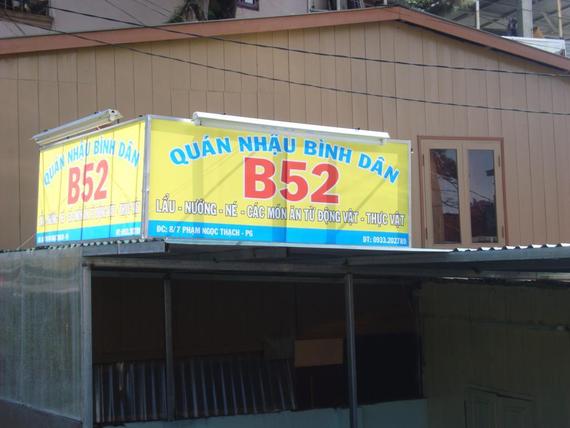 QUÁN NHẬU BÌNH DÂN
B52
QUÁN NHẬU BÌNH DÂN
B52
LẨU - NƯỚNG - NÉ - CÁC MÓN ĂN TỪ ĐỘNG VẬT - THỰC VẬT
ĐC: 8/7 PHẠM NGỌC THẠCH - PG
ĐT: 0933.202789